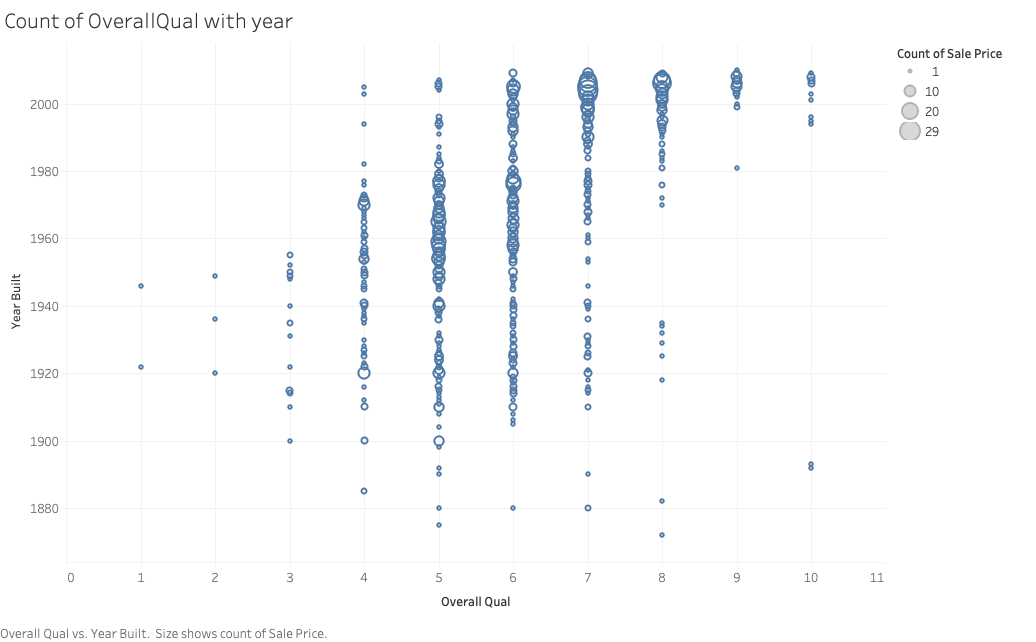 Count of OverallQual with year
Count of Sale Price
1
10
20
29
Year Built
2000
1980
1960
1940
1920
1900
1880
0 1 2 3 4 5 6 7 8 9 10 11
Overall Qual
Overall Qual vs. Year Built. Size shows count of Sale Price.